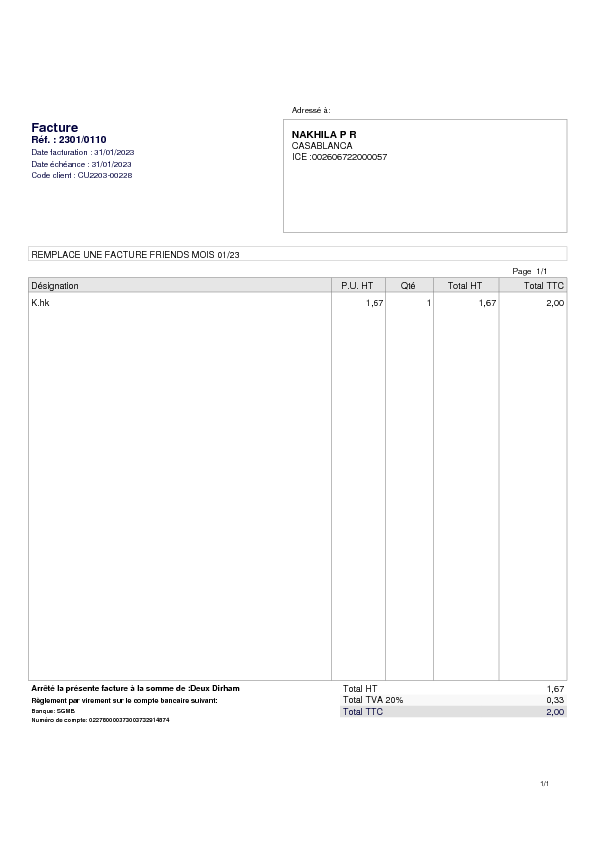 Adressé à:
Facture
Réf. : 2301/0110
Date facturation : 31/01/2023
Date échéance : 31/01/2023
Code client : CU2203-00228
NAKHILA P R
CASABLANCA
ICE :002606722000057
REMPLACE UNE FACTURE FRIENDS MOIS 01/23
Page 1/1
Désignation P.U. HT Qté Total HT Total TTC
K.hk 1,67 1 1,67 2,00
Arrêté la présente facture à la somme de :Deux Dirham
Règlement par virement sur le compte bancaire suivant:
Banque: SGMB
Numéro de compte:
Total HT 1,67
Total TVA 20% 0,33
Total TTC 2,00
1/1